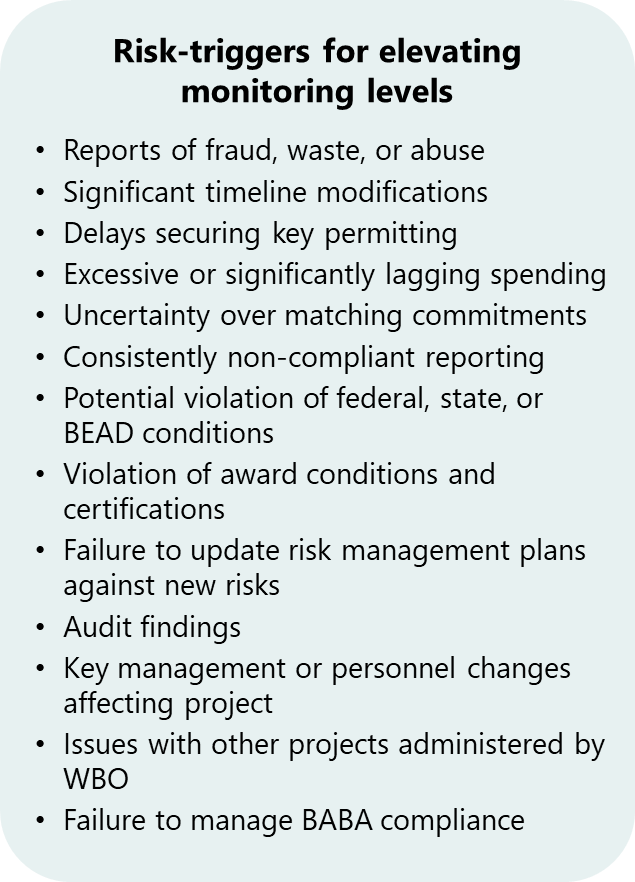 Risk-triggers for elevating
monitoring levels
• Reports of fraud, waste, or abuse
• Significant timeline modifications
• Delays securing key permitting
• Excessive or significantly lagging spending
• Uncertainty over matching commitments
• Consistently non-compliant reporting
• Potential violation of federal, state, or
BEAD conditions
• Violation of award conditions and
certifications
• Failure to update risk management plans
against new risks
• Audit findings
• Key management or personnel changes
affecting project
• Issues with other projects administered by
WBO
• Failure to manage BABA compliance